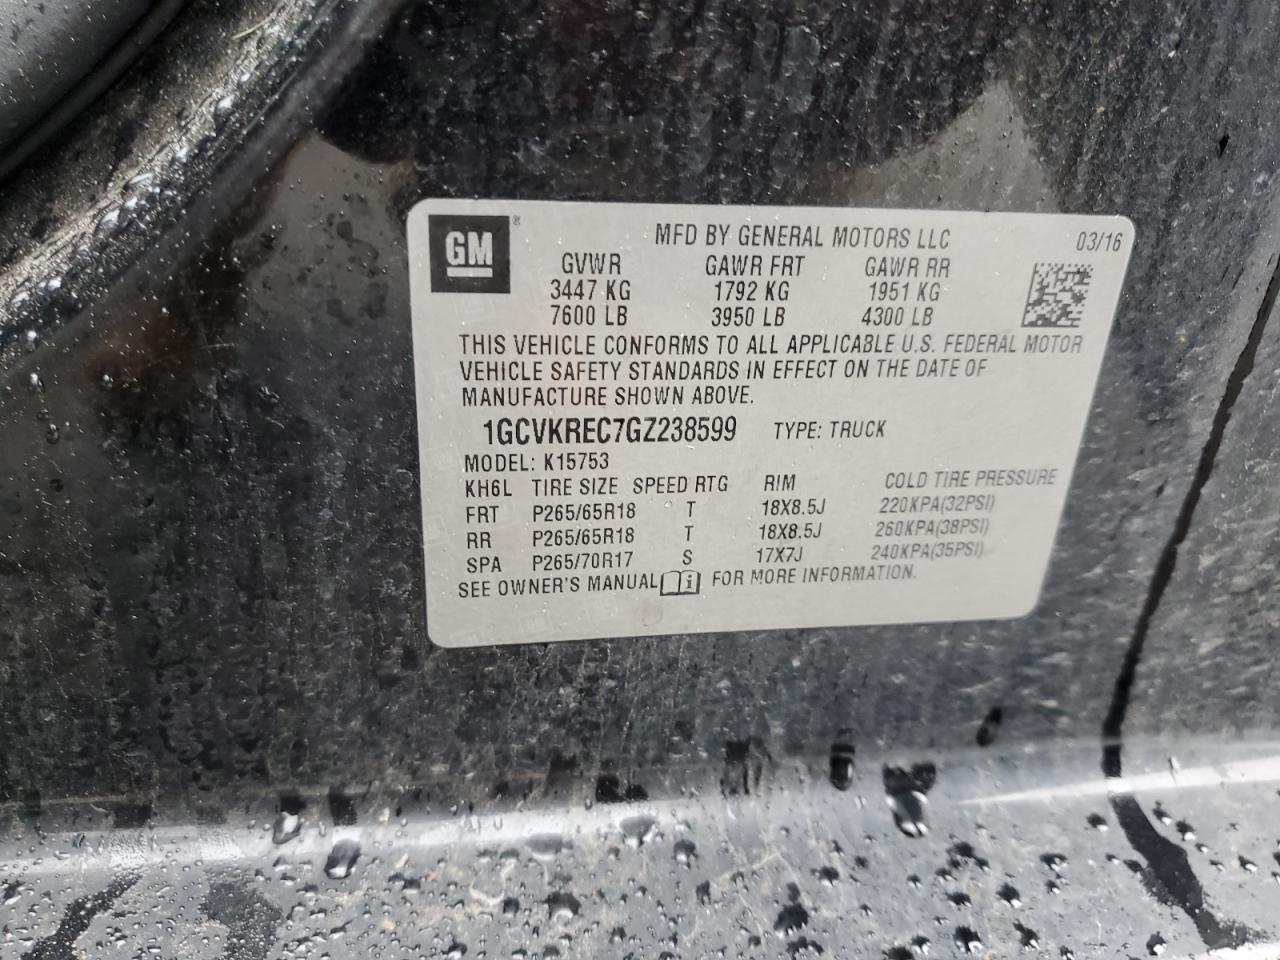 GM®
MFD BY GENERAL MOTORS LLC 03/16
GVWR GAWR FRT GAWR RR
3447 KG 1792 KG 1951 KG
7600 LB 3950 LB 4300 LB
THIS VEHICLE CONFORMS TO ALL APPLICABLE U.S. FEDERAL MOTOR
VEHICLE SAFETY STANDARDS IN EFFECT ON THE DATE OF
MANUFACTURE SHOWN ABOVE.
1GCVKREC7GZ238599 TYPE: TRUCK
MODEL: K15753
KH6L TIRE SIZE SPEED RTG RIM COLD TIRE PRESSURE
FRT P265/65R18 T 18X8.5J 220KPA(32PSI)
RR P265/65R18 T 18X8.5J 260KPA(38PSI)
SPA P265/70R17 S 17X7J 240KPA(35PSI)
SEE OWNER'S MANUAL i FOR MORE INFORMATION.